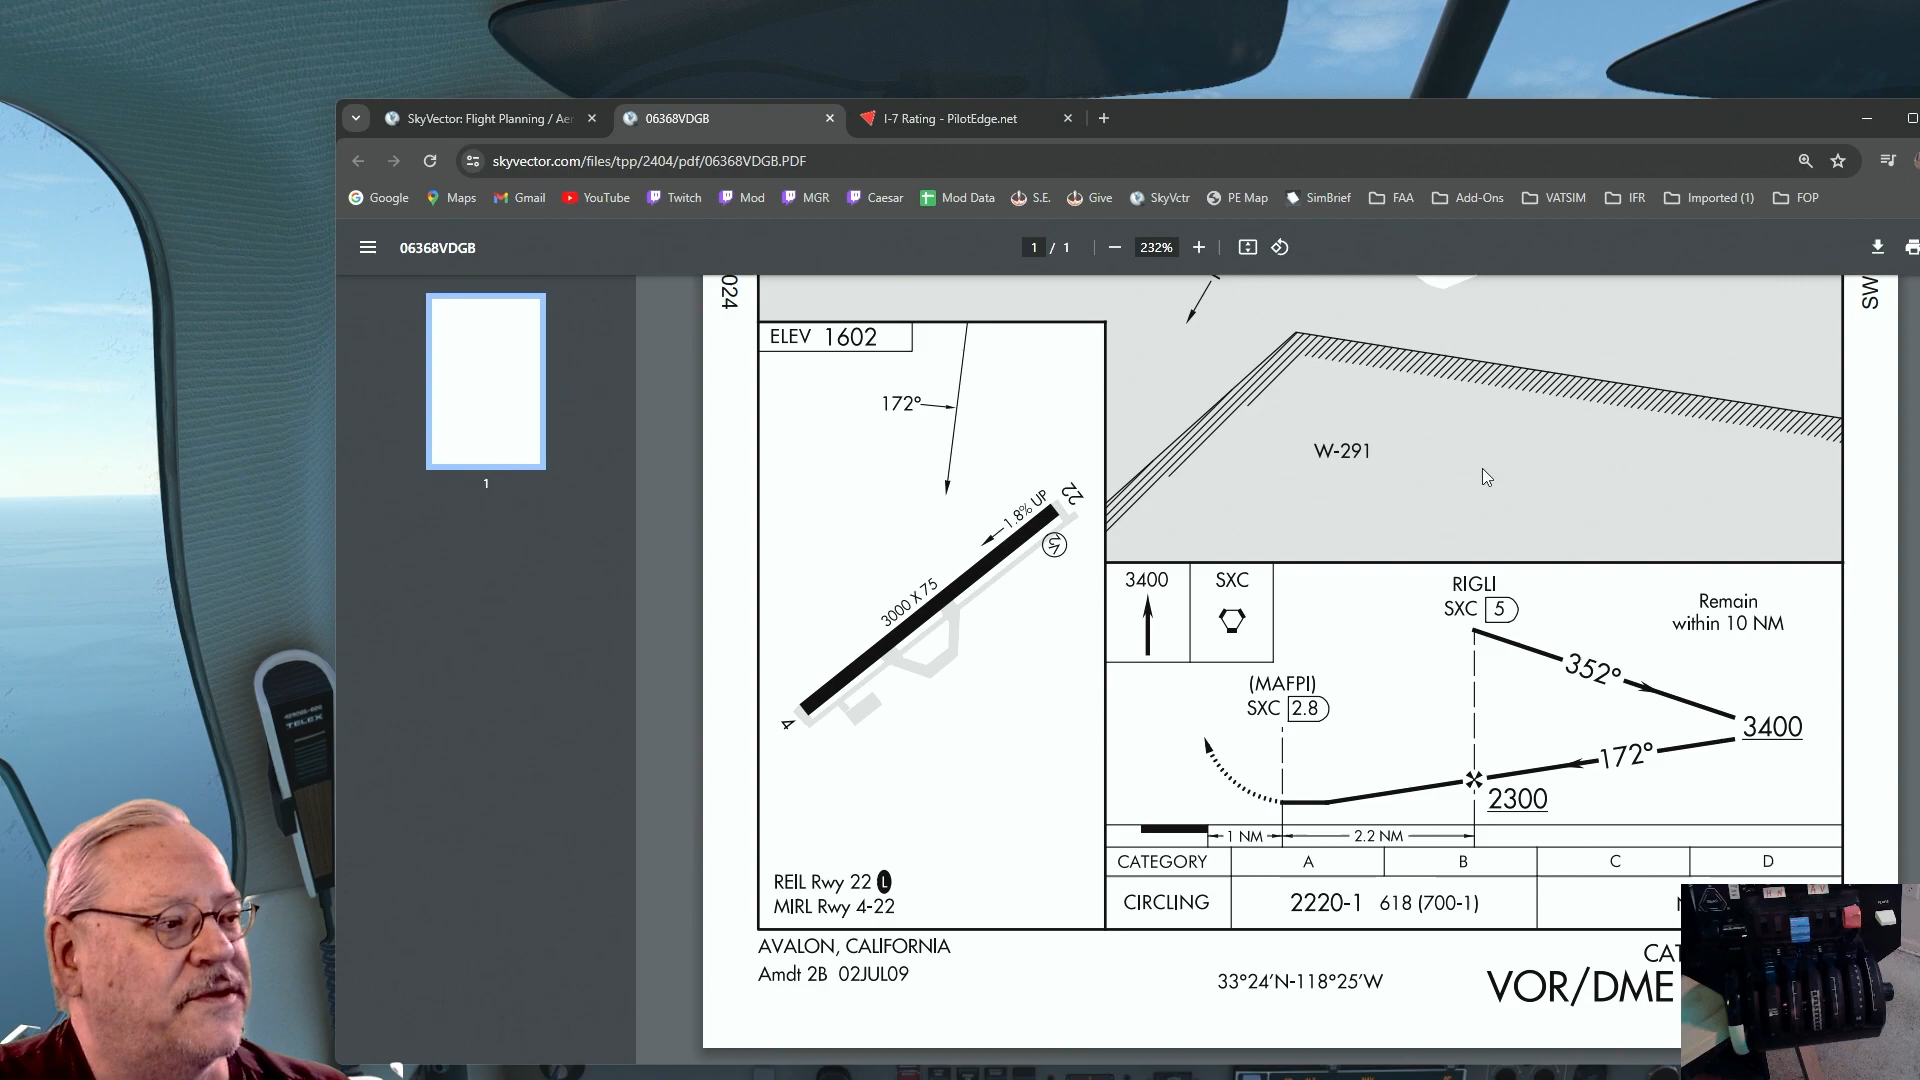 SkyVector: Flight Planning / Aer
06368VDGB
I-7 Rating - PilotEdge.net
skyvector.com/files/tpp/2404/pdf/06368VDGB.PDF
Google
Maps
Gmail
YouTube
Twitch
Mod
MGR
Caesar
Mod Data
S.E.
Give
SkyVctr
PE Map
SimBrief
FAA
Add-Ons
VATSIM
IFR
Imported (1)
FOP
06368VDGB
1 / 1
232%
1
024
SW
ELEV 1602
172°
1.8% UP
22
V
3000 X 75
4
REIL Rwy 22 L
MIRL Rwy 4-22
W-291
3400
SXC
RIGLI
SXC 5
Remain
within 10 NM
352°
(MAFPI)
SXC 2.8
3400
172°
2300
1 NM
2.2 NM
CATEGORY A B C D
CIRCLING 2220-1 618 (700-1)
AVALON, CALIFORNIA
Amdt 2B 02JUL09
33°24'N-118°25'W
CAT
VOR/DME
TELEX